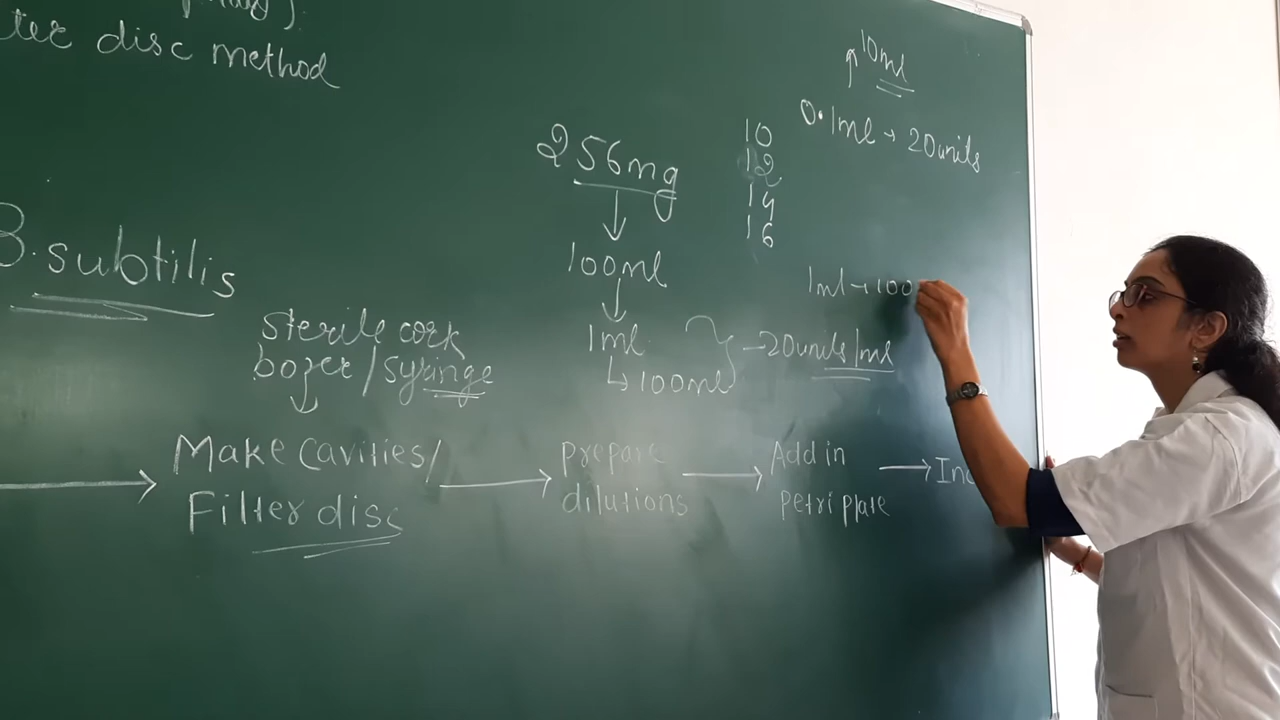 ter disc method
10ml
0.1ml → 20units
256mg
↓
100ml
↓
1ml
↳ 100ml
10
12
14
16
1ml → 100
- 20units/ml
B. subtilis
sterile cork
borer / syringe
↓
→ Make cavities/
Filter disc
→ prepare
dilutions
→ Add in
petri plate
→ Inc